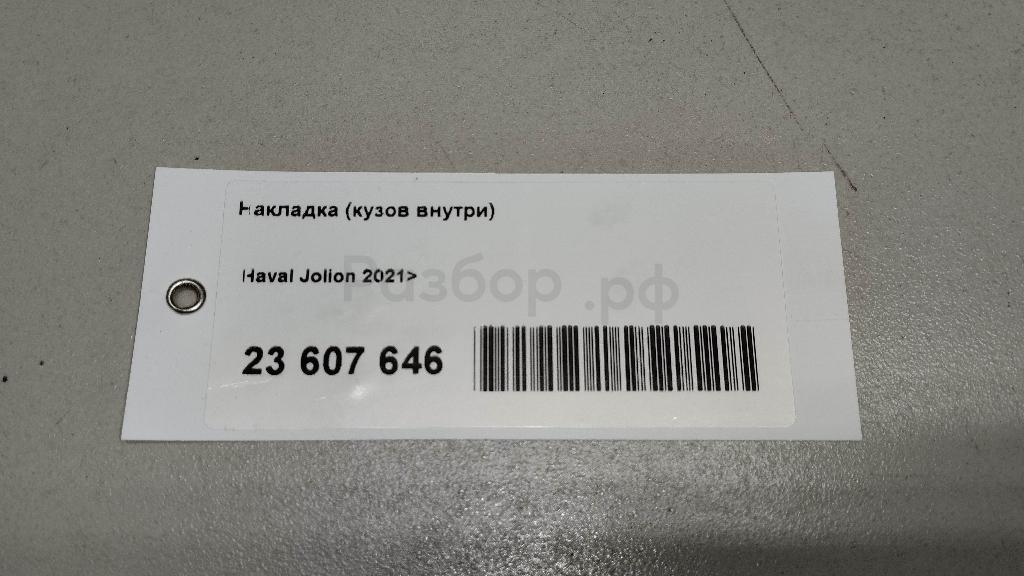 Накладка (кузов внутри)
Haval Jolion 2021>
Разбор.рф
23 607 646